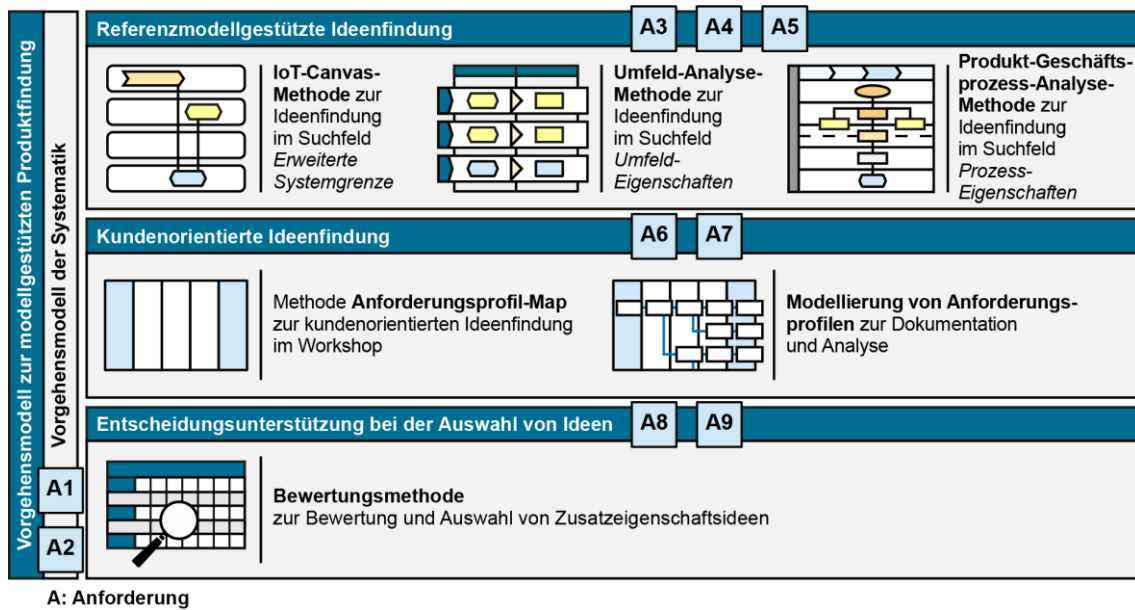 Vorgehensmodell zur modellgestützten Produktfindung
Vorgehensmodell der Systematik
A1
A2
Referenzmodellgestützte Ideenfindung
A3
A4
A5
IoT-Canvas-
Methode zur
Ideenfindung
im Suchfeld
Erweiterte
Systemgrenze
Umfeld-Analyse-
Methode zur
Ideenfindung
im Suchfeld
Umfeld-
Eigenschaften
Produkt-Geschäfts-
prozess-Analyse-
Methode zur
Ideenfindung
im Suchfeld
Prozess-
Eigenschaften
Kundenorientierte Ideenfindung
A6
A7
Methode Anforderungsprofil-Map
zur kundenorientierten Ideenfindung
im Workshop
Modellierung von Anforderungs-
profilen zur Dokumentation
und Analyse
Entscheidungsunterstützung bei der Auswahl von Ideen
A8
A9
Bewertungsmethode
zur Bewertung und Auswahl von Zusatzeigenschaftsideen
A: Anforderung